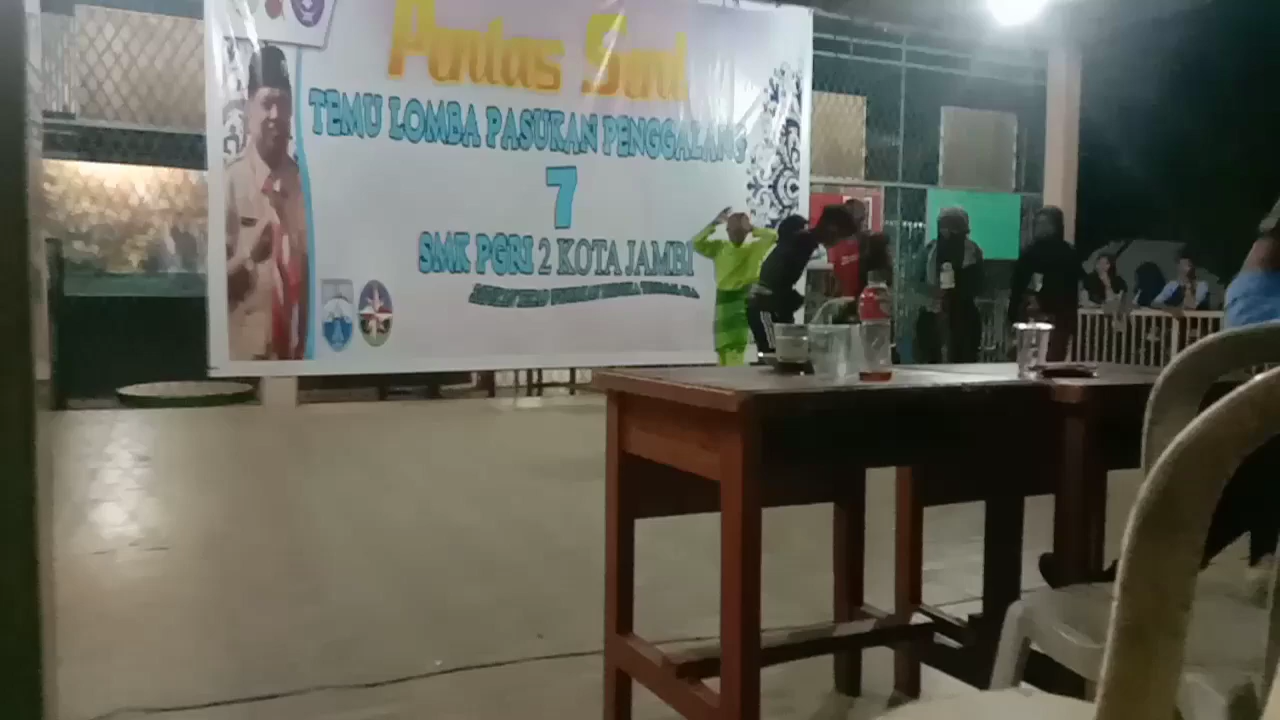 Pentas Seni
TEMU LOMBA PASUKAN PENGGALANG
7
SMK PGRI 2 KOTA JAMBI